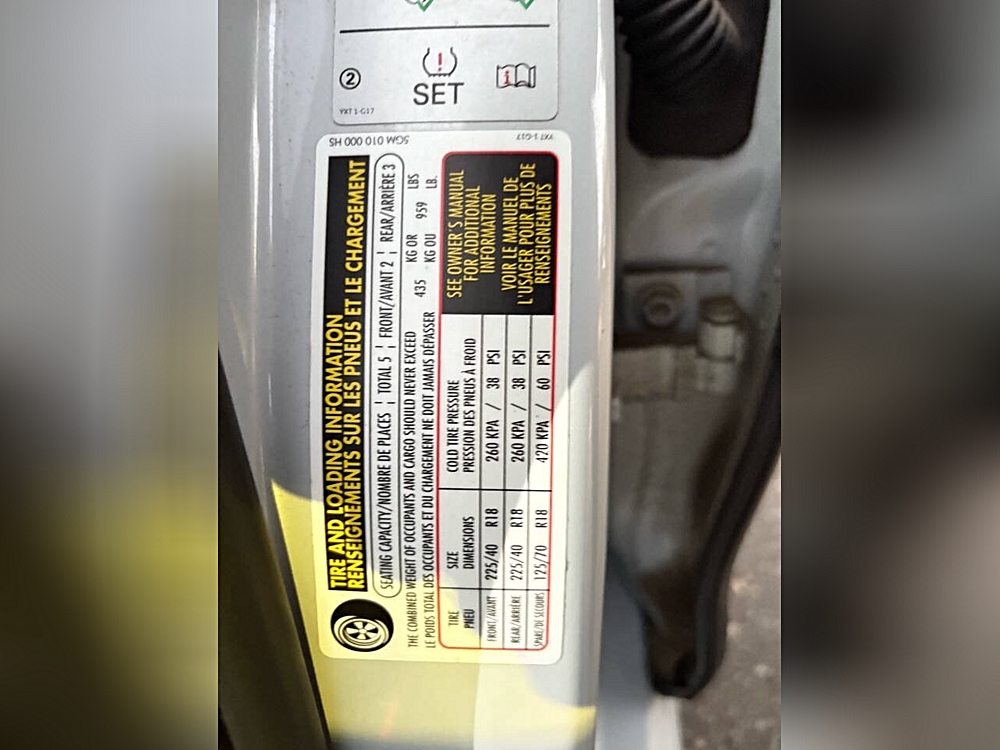 ② SET
YXT 1-G17
5GM 010 000 HS
YXT 1-G17
TIRE AND LOADING INFORMATION
RENSEIGNEMENTS SUR LES PNEUS ET LE CHARGEMENT
SEATING CAPACITY/NOMBRE DE PLACES ¦ TOTAL 5 ¦ FRONT/AVANT 2 ¦ REAR/ARRIÈRE 3
THE COMBINED WEIGHT OF OCCUPANTS AND CARGO SHOULD NEVER EXCEED 435 KG OR 959 LBS
LE POIDS TOTAL DES OCCUPANTS ET DU CHARGEMENT NE DOIT JAMAIS DÉPASSER KG OU LB.
TIRE SIZE COLD TIRE PRESSURE
PNEU DIMENSIONS PRESSION DES PNEUS À FROID
FRONT/AVANT 225/40 R18 260 KPA / 38 PSI
REAR/ARRIÈRE 225/40 R18 260 KPA / 38 PSI
SPARE/DE SECOURS 125/70 R18 420 KPA / 60 PSI
SEE OWNER'S MANUAL
FOR ADDITIONAL
INFORMATION
VOIR LE MANUEL DE
L'USAGER POUR PLUS DE
RENSEIGNEMENTS